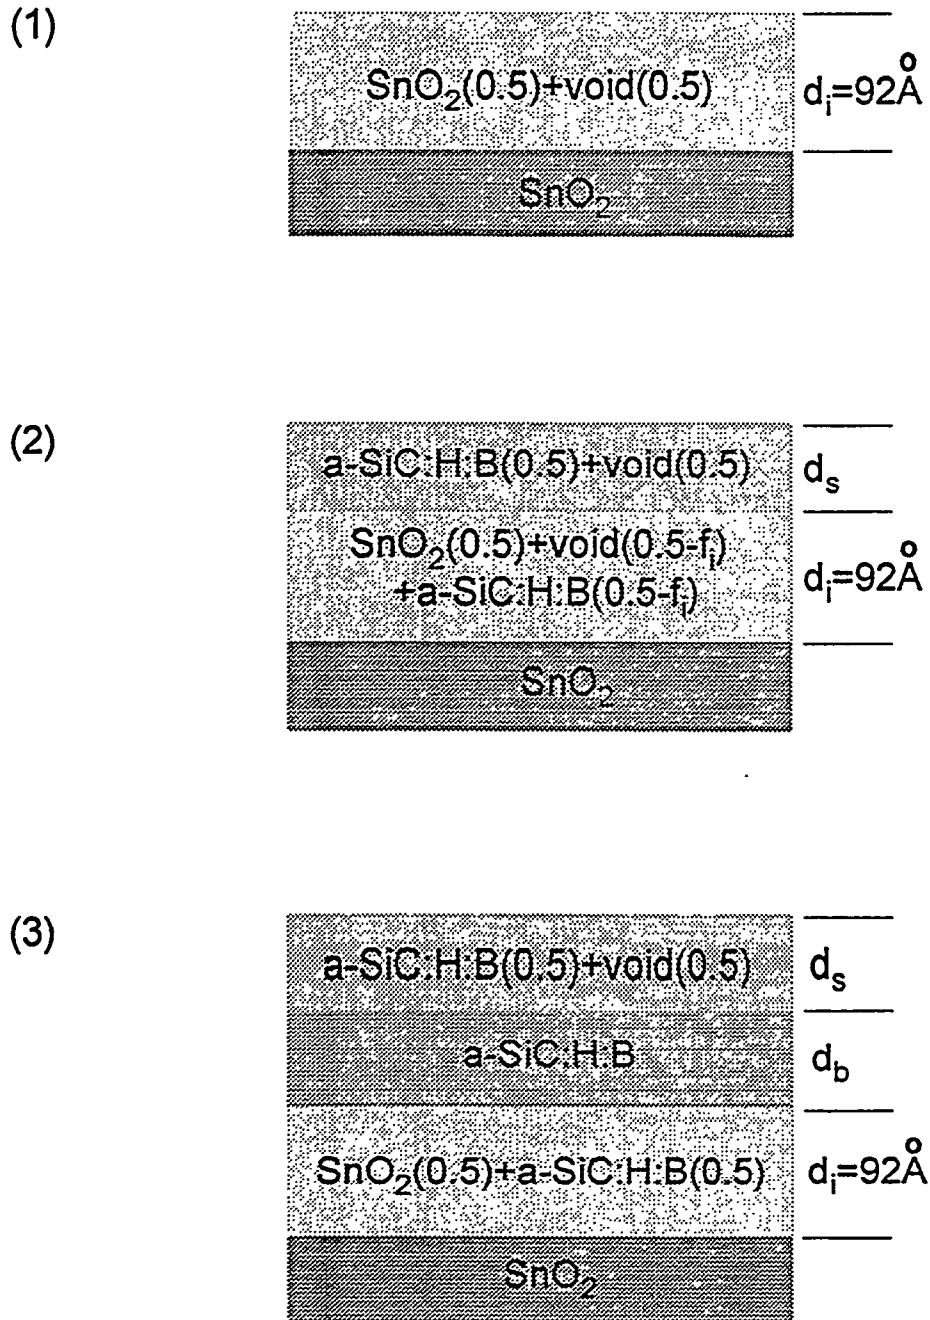 (1)
SnO₂(0.5)+void(0.5)
dᵢ=92Å
SnO₂
(2)
a-SiC:H:B(0.5)+void(0.5)
dₛ
SnO₂(0.5)+void(0.5-fᵢ)
+a-SiC:H:B(0.5-fᵢ)
dᵢ=92Å
SnO₂
(3)
a-SiC:H:B(0.5)+void(0.5)
dₛ
a-SiC:H:B
d_b
SnO₂(0.5)+a-SiC:H:B(0.5)
dᵢ=92Å
SnO₂